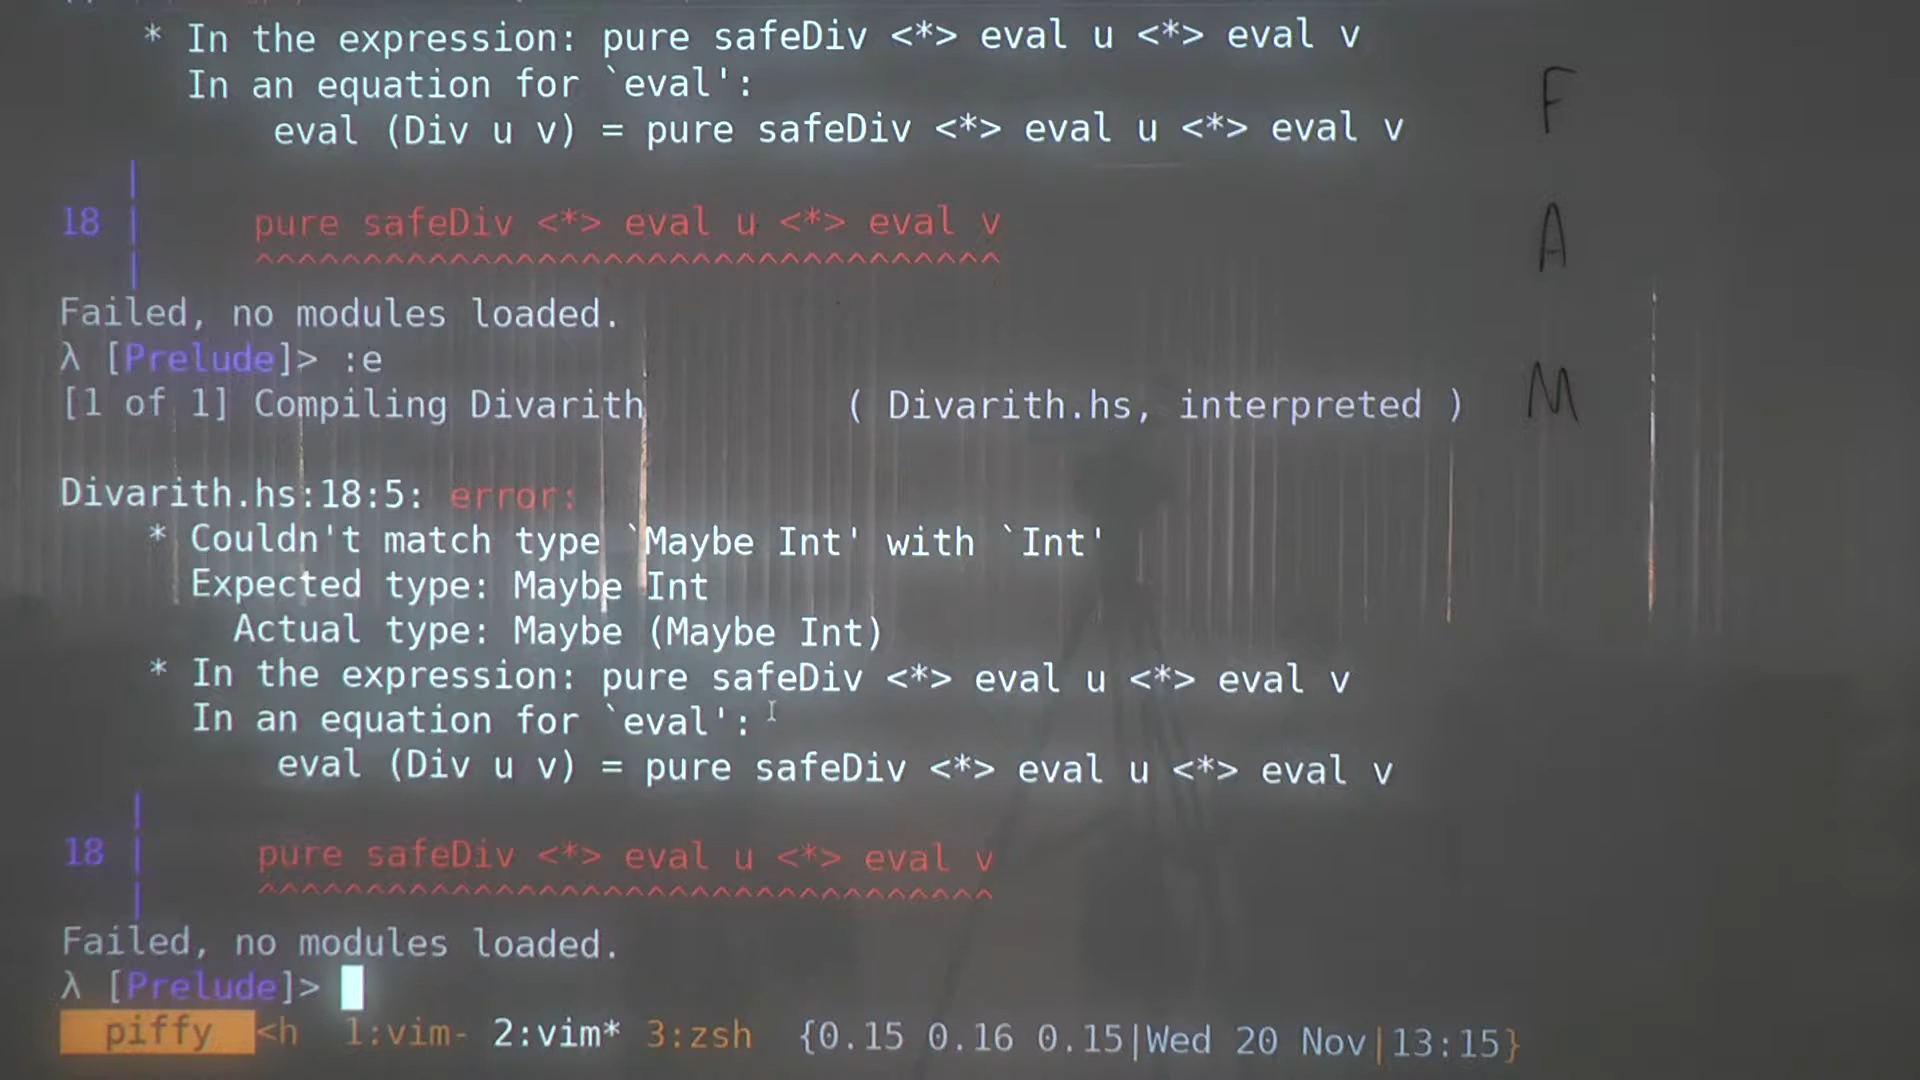 * In the expression: pure safeDiv <*> eval u <*> eval v
In an equation for `eval':
eval (Div u v) = pure safeDiv <*> eval u <*> eval v
|
18 | pure safeDiv <*> eval u <*> eval v
| ^^^^^^^^^^^^^^^^^^^^^^^^^^^^^^^^^^
Failed, no modules loaded.
λ [Prelude]> :e
[1 of 1] Compiling Divarith ( Divarith.hs, interpreted )
Divarith.hs:18:5: error:
* Couldn't match type `Maybe Int' with `Int'
Expected type: Maybe Int
Actual type: Maybe (Maybe Int)
* In the expression: pure safeDiv <*> eval u <*> eval v
In an equation for `eval':
eval (Div u v) = pure safeDiv <*> eval u <*> eval v
|
18 | pure safeDiv <*> eval u <*> eval v
| ^^^^^^^^^^^^^^^^^^^^^^^^^^^^^^^^^^
Failed, no modules loaded.
λ [Prelude]>
piffy <h 1:vim- 2:vim* 3:zsh {0.15 0.16 0.15|Wed 20 Nov|13:15}
F
A
M